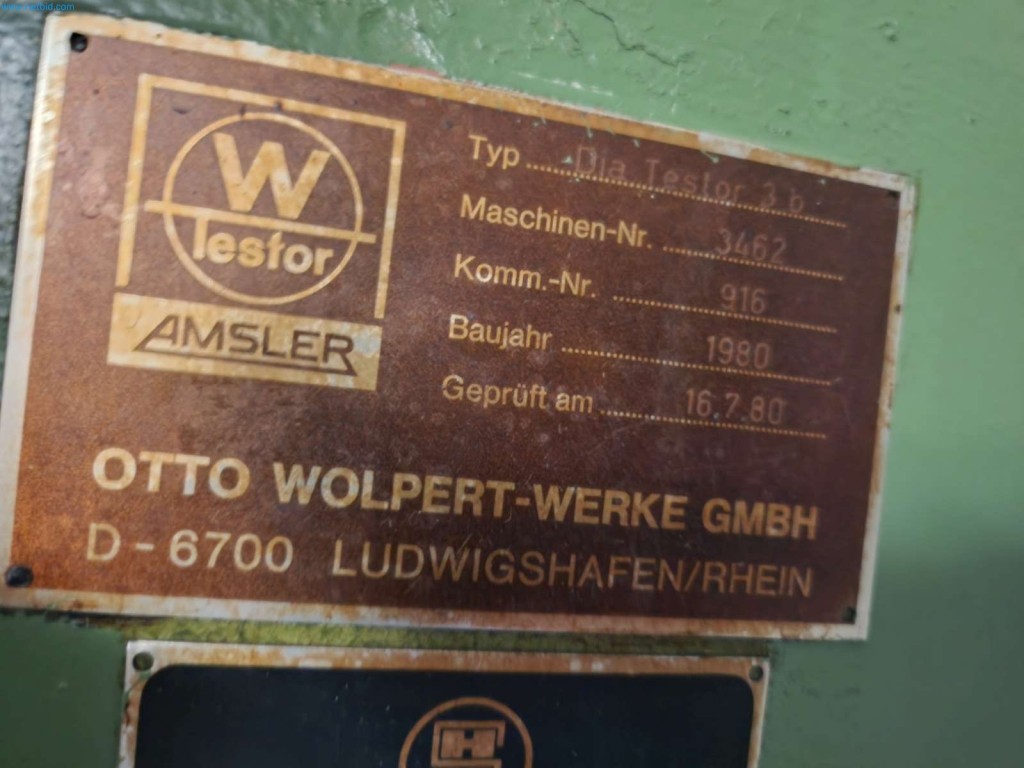 W
Testor
AMSLER
Typ ..... Dia Testor 3 b
Maschinen-Nr. ..... 3462
Komm.-Nr. ..... 916
Baujahr ..... 1980
Geprüft am ..... 16.7.80
OTTO WOLPERT-WERKE GMBH
D - 6700 LUDWIGSHAFEN/RHEIN